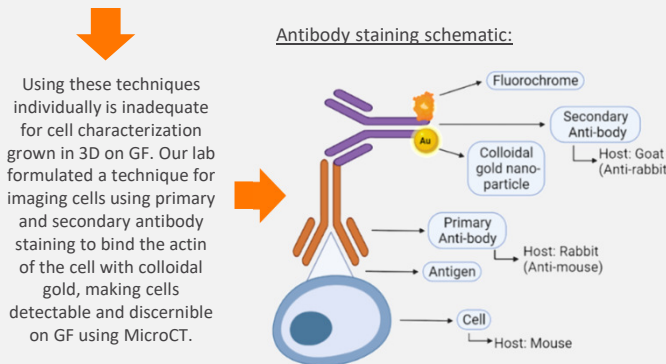 Antibody staining schematic:
Using these techniques
individually is inadequate
for cell characterization
grown in 3D on GF. Our lab
formulated a technique for
imaging cells using primary
and secondary antibody
staining to bind the actin
of the cell with colloidal
gold, making cells
detectable and discernible
on GF using MicroCT.
Fluorochrome
Au
Secondary
Anti-body
Host: Goat
(Anti-rabbit
Colloidal
gold nano-
particle
Primary
Anti-body
Host: Rabbit
(Anti-mouse)
Antigen
Cell
Host: Mouse